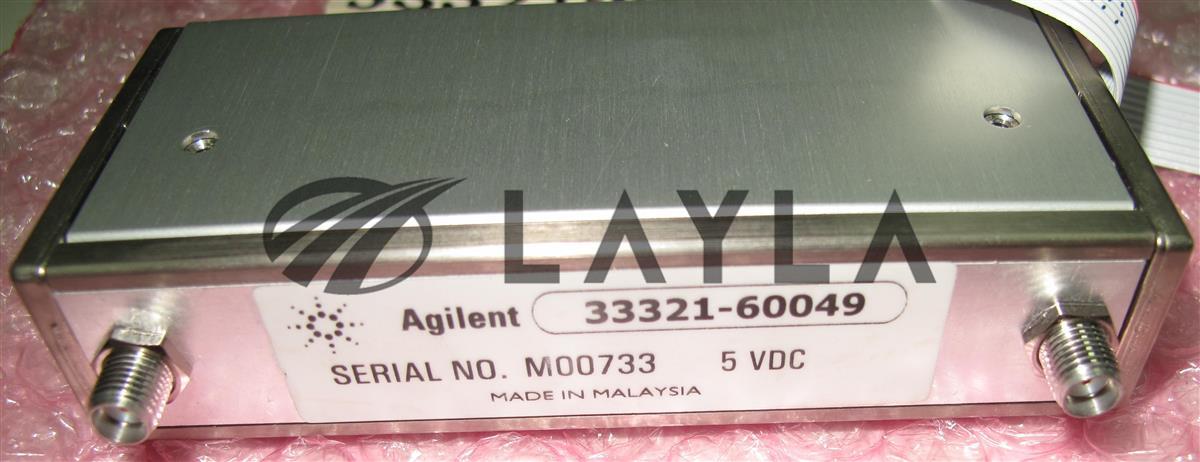 LAYLA
Agilent 33321-60049
SERIAL NO. M00733 5 VDC
MADE IN MALAYSIA